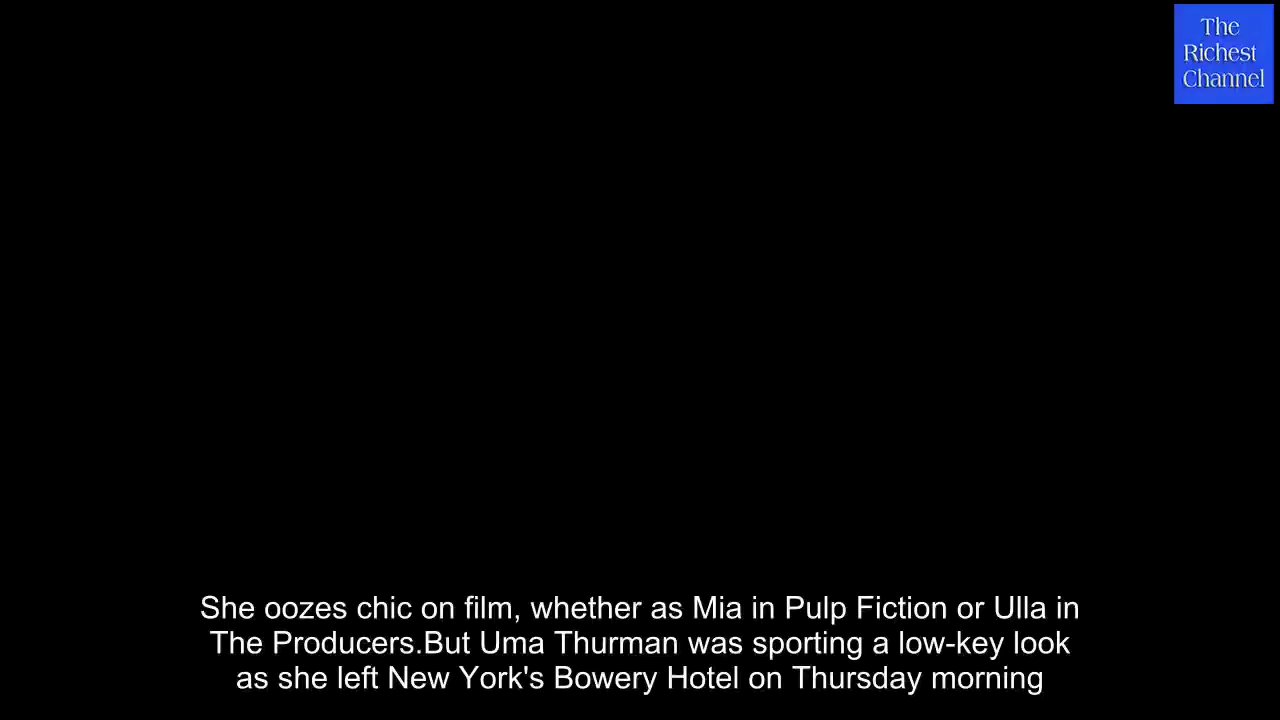 The
Richest
Channel
She oozes chic on film, whether as Mia in Pulp Fiction or Ulla in
The Producers.But Uma Thurman was sporting a low-key look
as she left New York's Bowery Hotel on Thursday morning